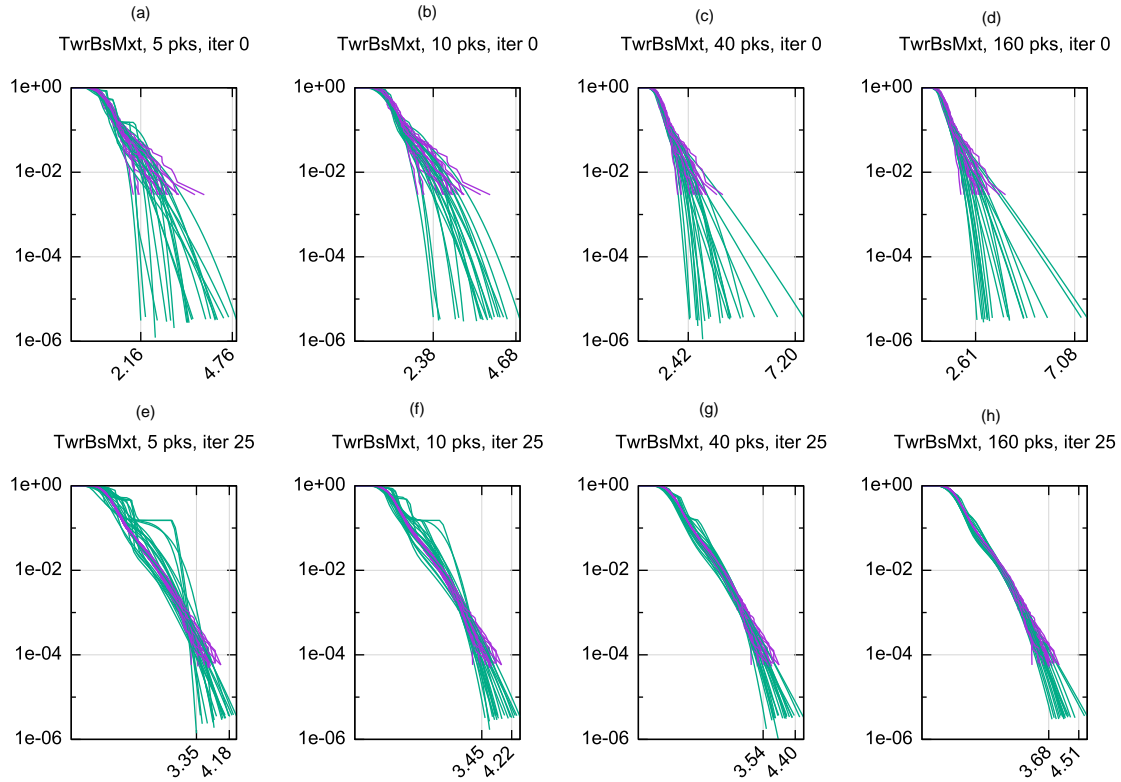 (a) (b) (c) (d)
TwrBsMxt, 5 pks, iter 0 TwrBsMxt, 10 pks, iter 0 TwrBsMxt, 40 pks, iter 0 TwrBsMxt, 160 pks, iter 0
1e+00 1e+00 1e+00 1e+00
1e-02 1e-02 1e-02 1e-02
1e-04 1e-04 1e-04 1e-04
1e-06 1e-06 1e-06 1e-06
2.16 4.76 2.38 4.68 2.42 7.20 2.61 7.08
(e) (f) (g) (h)
TwrBsMxt, 5 pks, iter 25 TwrBsMxt, 10 pks, iter 25 TwrBsMxt, 40 pks, iter 25 TwrBsMxt, 160 pks, iter 25
1e+00 1e+00 1e+00 1e+00
1e-02 1e-02 1e-02 1e-02
1e-04 1e-04 1e-04 1e-04
1e-06 1e-06 1e-06 1e-06
3.35 4.18 3.45 4.22 3.54 4.40 3.68 4.51